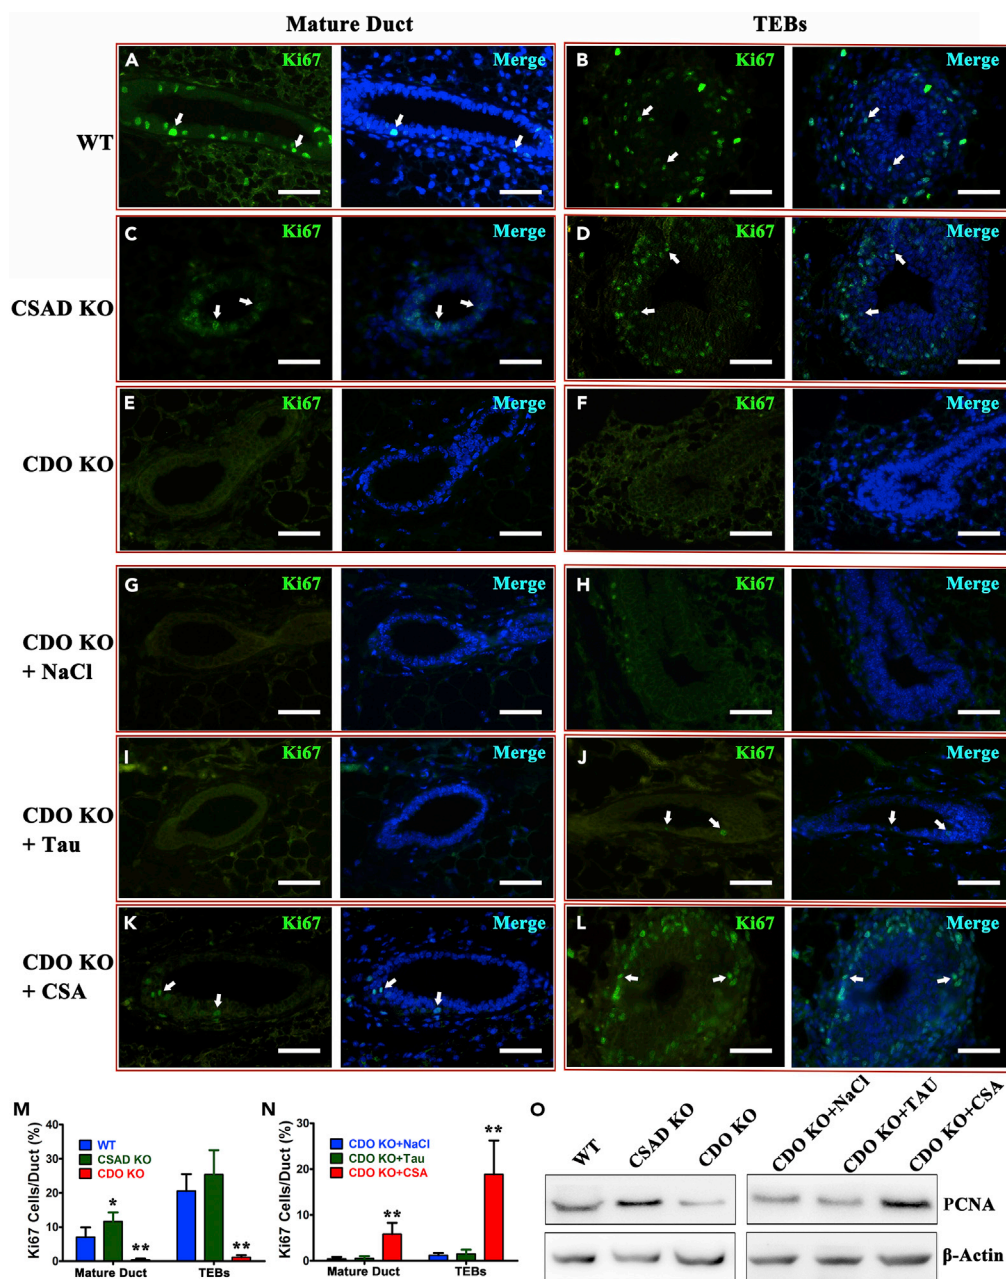 Mature Duct TEBs
A Ki67 Merge B Ki67 Merge
WT
C Ki67 Merge D Ki67 Merge
CSAD KO
E Ki67 Merge F Ki67 Merge
CDO KO
G Ki67 Merge H Ki67 Merge
CDO KO
+ NaCl
I Ki67 Merge J Ki67 Merge
CDO KO
+ Tau
K Ki67 Merge L Ki67 Merge
CDO KO
+ CSA
M
Ki67 Cells/Duct (%)
40
30
20
10
0
WT
CSAD KO
CDO KO
*
**
**
Mature Duct TEBs
N
Ki67 Cells/Duct (%)
30
20
10
0
CDO KO+NaCl
CDO KO+Tau
CDO KO+CSA
**
**
Mature Duct TEBs
O
WT CSAD KO CDO KO CDO KO+NaCl CDO KO+TAU CDO KO+CSA
PCNA
β-Actin